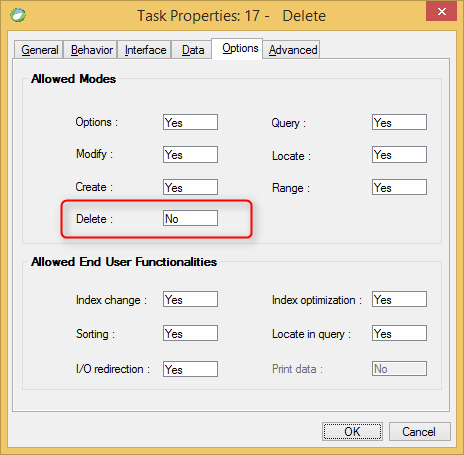 Task Properties: 17 - Delete
General Behavior Interface Data Options Advanced
Allowed Modes
Options : Yes Query : Yes
Modify : Yes Locate : Yes
Create : Yes Range : Yes
Delete : No
Allowed End User Functionalities
Index change : Yes Index optimization : Yes
Sorting : Yes Locate in query : Yes
I/O redirection : Yes Print data : No
OK Cancel